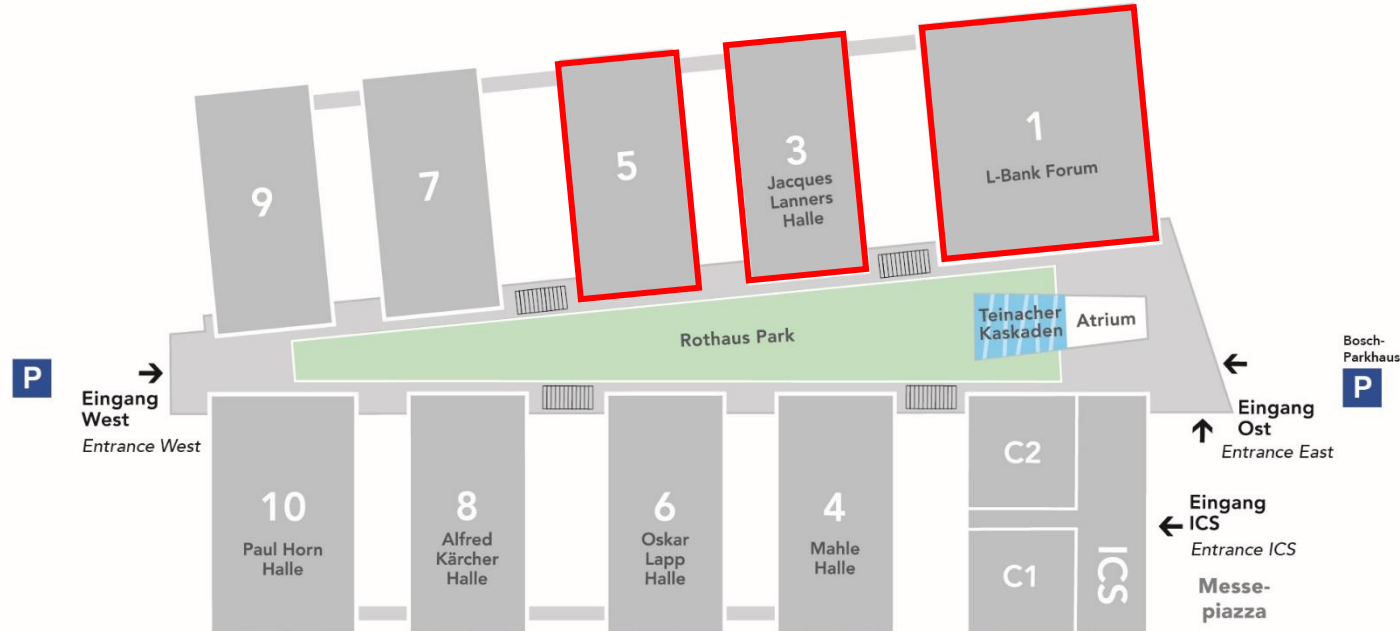 1
L-Bank Forum
3
Jacques
Lanners
Halle
5
7
9
Rothaus Park
Teinacher
Kaskaden
Atrium
P
Eingang
West
Entrance West
Bosch-
Parkhaus
P
Eingang
Ost
Entrance East
10
Paul Horn
Halle
8
Alfred
Kärcher
Halle
6
Oskar
Lapp
Halle
4
Mahle
Halle
C2
C1
ICS
Eingang
ICS
Entrance ICS
Messe-
piazza